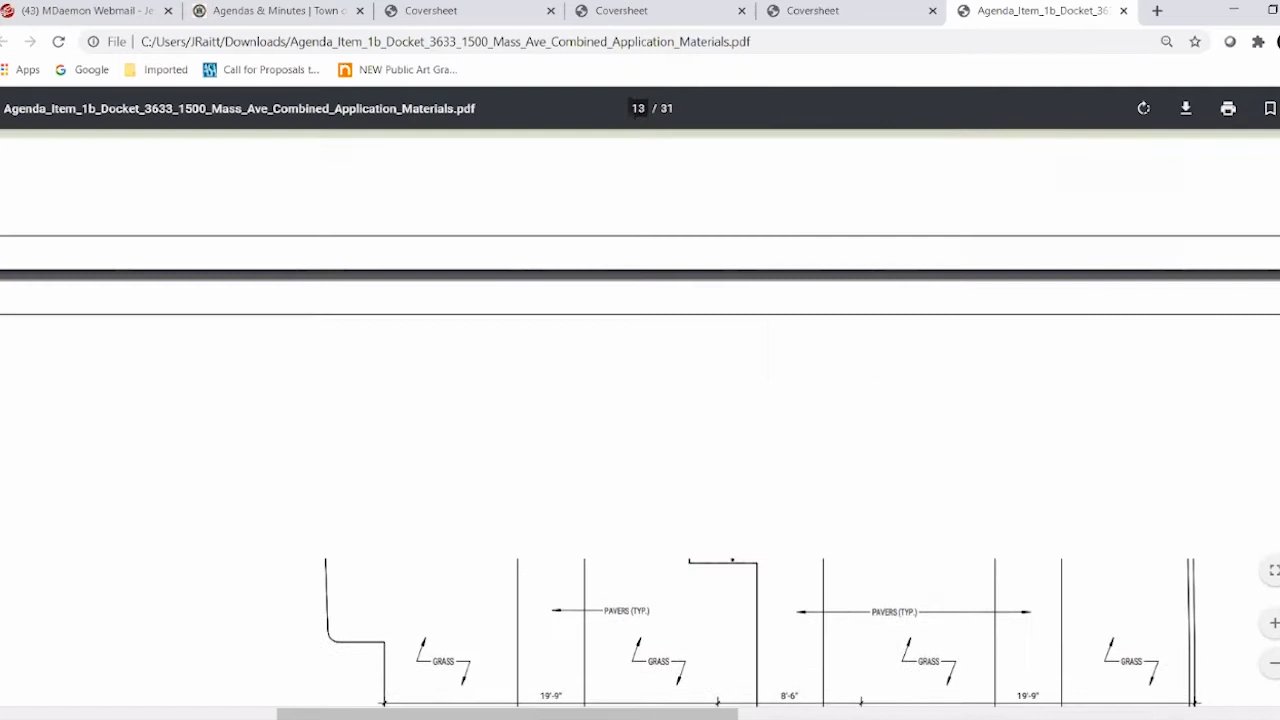 (43) MDaemon Webmail - Je
Agendas & Minutes | Town o
Coversheet
Coversheet
Coversheet
Agenda_Item_1b_Docket_363
File | C:/Users/JRaitt/Downloads/Agenda_Item_1b_Docket_3633_1500_Mass_Ave_Combined_Application_Materials.pdf
Apps
Google
Imported
Call for Proposals t...
NEW Public Art Gra...
Agenda_Item_1b_Docket_3633_1500_Mass_Ave_Combined_Application_Materials.pdf
13 / 31
PAVERS (TYP.)
PAVERS (TYP.)
GRASS
GRASS
GRASS
GRASS
19'-9"
8'-6"
19'-9"